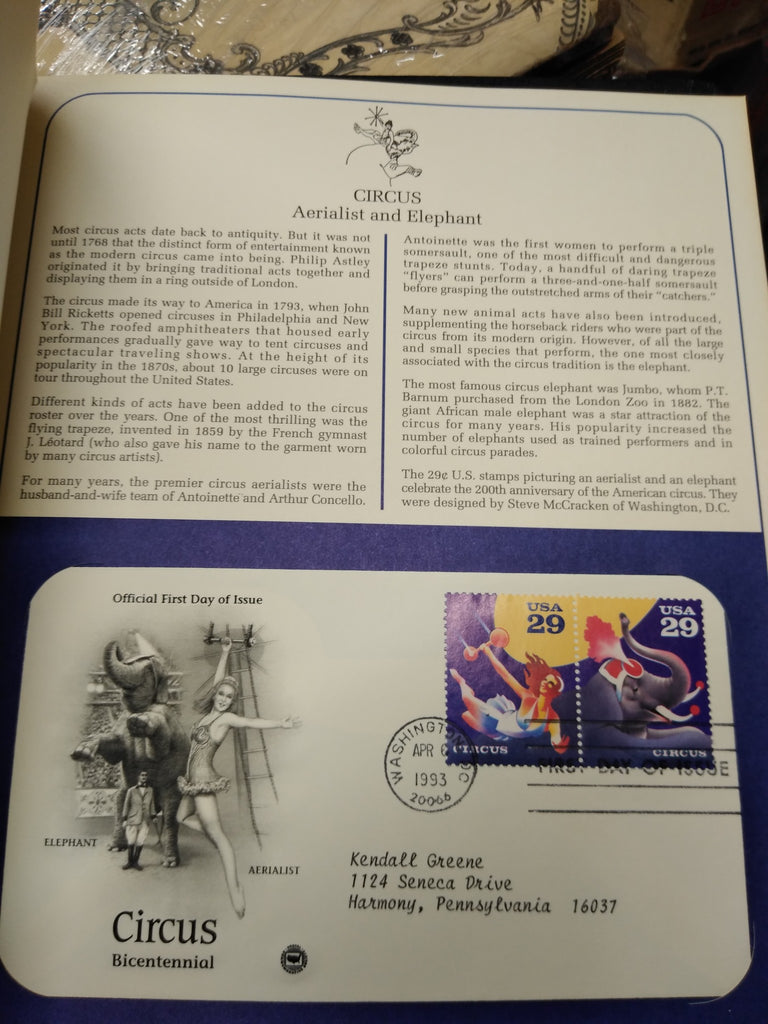 CIRCUS
Aerialist and Elephant
Most circus acts date back to antiquity. But it was not
until 1768 that the distinct form of entertainment known
as the modern circus came into being. Philip Astley
originated it by bringing traditional acts together and
displaying them in a ring outside of London.
The circus made its way to America in 1793, when John
Bill Ricketts opened circuses in Philadelphia and New
York. The roofed amphitheaters that housed early
performances gradually gave way to tent circuses and
spectacular traveling shows. At the height of its
popularity in the 1870s, about 10 large circuses were on
tour throughout the United States.
Different kinds of acts have been added to the circus
roster over the years. One of the most thrilling was the
flying trapeze, invented in 1859 by the French gymnast
J. Léotard (who also gave his name to the garment worn
by many circus artists).
For many years, the premier circus aerialists were the
husband-and-wife team of Antoinette and Arthur Concello.
Antoinette was the first women to perform a triple
somersault, one of the most difficult and dangerous
trapeze stunts. Today, a handful of daring trapeze
"flyers" can perform a three-and-one-half somersault
before grasping the outstretched arms of their "catchers."
Many new animal acts have also been introduced,
supplementing the horseback riders who were part of the
circus from its modern origin. However, of all the large
and small species that perform, the one most closely
associated with the circus tradition is the elephant.
The most famous circus elephant was Jumbo, whom P.T.
Barnum purchased from the London Zoo in 1882. The
giant African male elephant was a star attraction of the
circus for many years. His popularity increased the
number of elephants used as trained performers and in
colorful circus parades.
The 29¢ U.S. stamps picturing an aerialist and an elephant
celebrate the 200th anniversary of the American circus. They
were designed by Steve McCracken of Washington, D.C.
Official First Day of Issue
USA
29
CIRCUS
USA
29
CIRCUS
WASHINGTON DC
APR 6
1993
20066
FIRST DAY OF ISSUE
ELEPHANT
AERIALIST
Kendall Greene
1124 Seneca Drive
Harmony, Pennsylvania 16037
Circus
Bicentennial